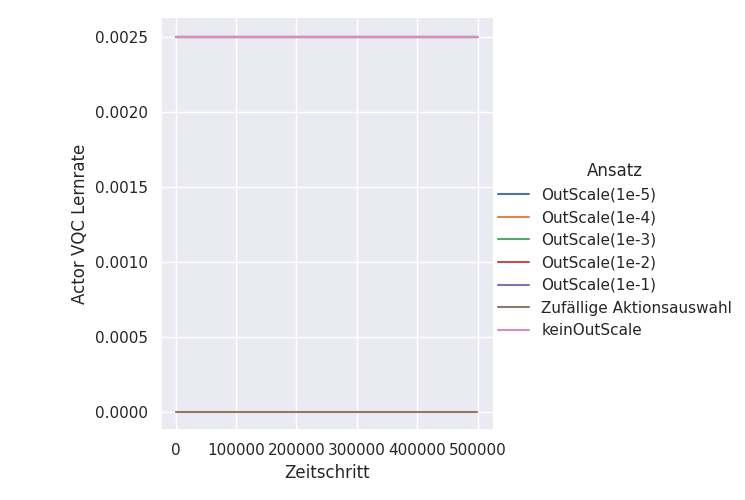 0.0025
0.0020
0.0015
0.0010
0.0005
0.0000
Actor VQC Lernrate
0 100000 200000 300000 400000 500000
Zeitschritt
Ansatz
OutScale(1e-5)
OutScale(1e-4)
OutScale(1e-3)
OutScale(1e-2)
OutScale(1e-1)
Zufällige Aktionsauswahl
keinOutScale